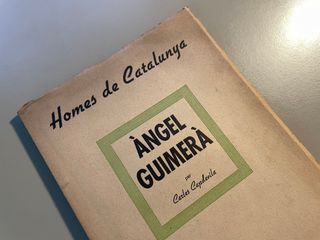 Homes de Catalunya
ÀNGEL
GUIMERÀ
per
Carles Capdevila